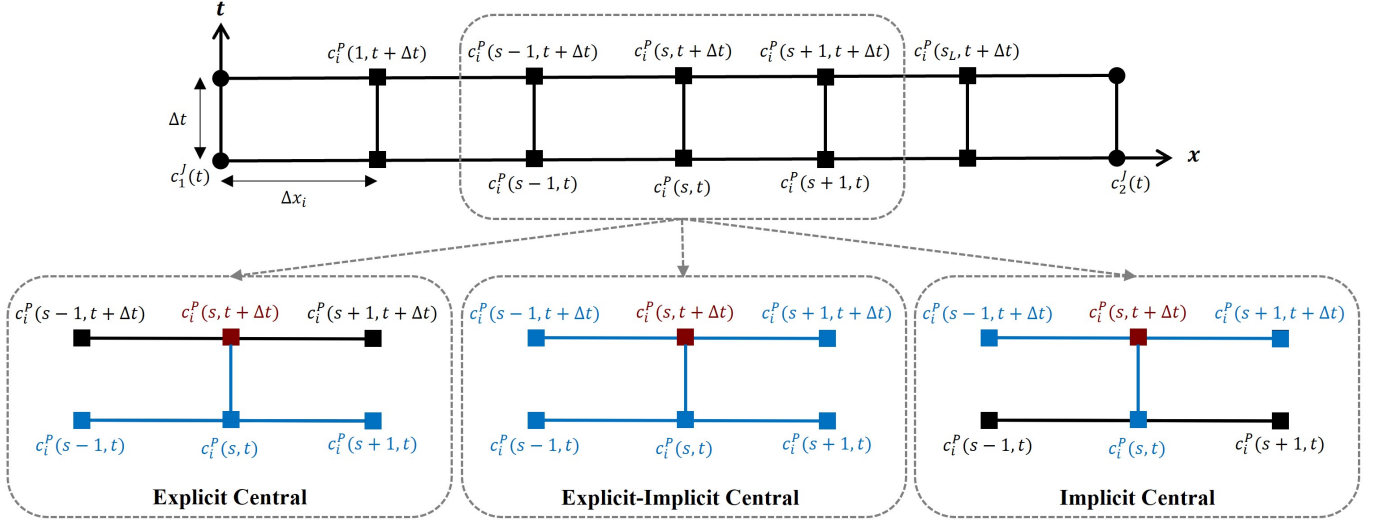 t
c_i^P(1, t + Δt)
c_i^P(s − 1, t + Δt)
c_i^P(s, t + Δt)
c_i^P(s + 1, t + Δt)
c_i^P(s_L, t + Δt)
Δt
x
c_1^J(t)
Δx_i
c_i^P(s − 1, t)
c_i^P(s, t)
c_i^P(s + 1, t)
c_2^J(t)
c_i^P(s − 1, t + Δt)
c_i^P(s, t + Δt)
c_i^P(s + 1, t + Δt)
c_i^P(s − 1, t)
c_i^P(s, t)
c_i^P(s + 1, t)
Explicit Central
c_i^P(s − 1, t + Δt)
c_i^P(s, t + Δt)
c_i^P(s + 1, t + Δt)
c_i^P(s − 1, t)
c_i^P(s, t)
c_i^P(s + 1, t)
Explicit-Implicit Central
c_i^P(s − 1, t + Δt)
c_i^P(s, t + Δt)
c_i^P(s + 1, t + Δt)
c_i^P(s − 1, t)
c_i^P(s, t)
c_i^P(s + 1, t)
Implicit Central